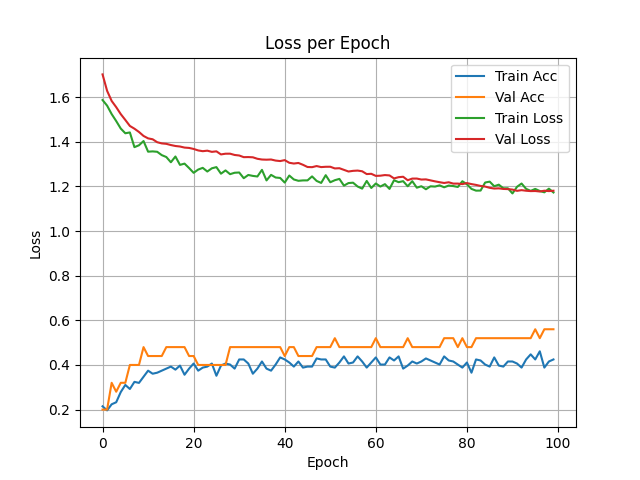 Loss per Epoch
Train Acc
Val Acc
Train Loss
Val Loss
Loss
1.6
1.4
1.2
1.0
0.8
0.6
0.4
0.2
0 20 40 60 80 100
Epoch